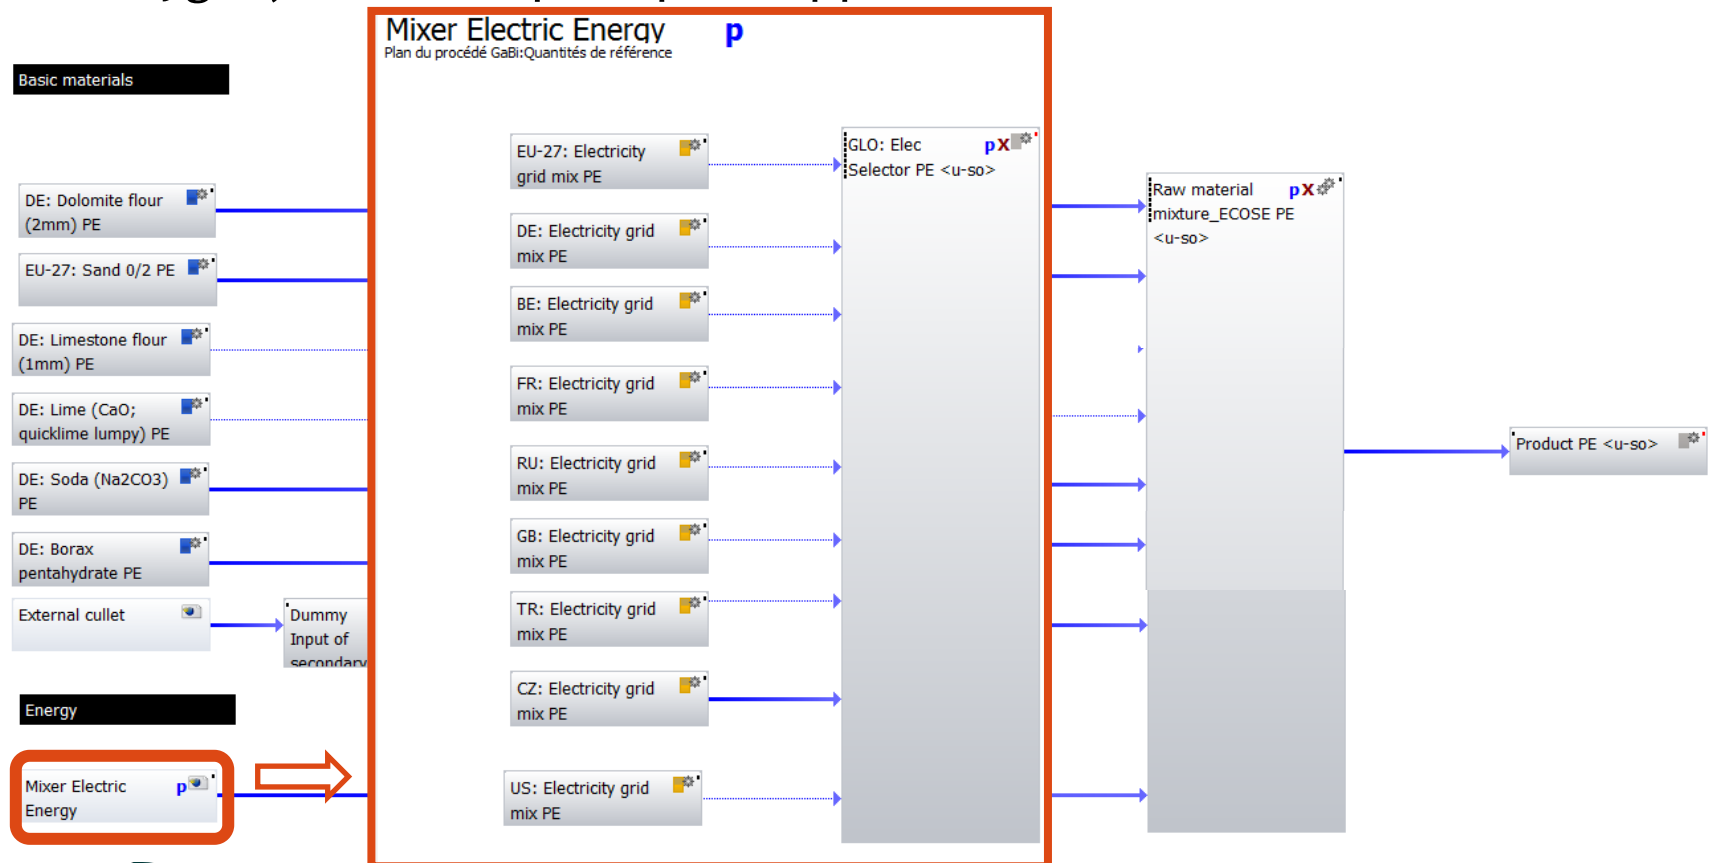 Mixer Electric Energy p
Plan du procédé GaBi:Quantités de référence
Basic materials
DE: Dolomite flour
(2mm) PE
EU-27: Sand 0/2 PE
DE: Limestone flour
(1mm) PE
DE: Lime (CaO;
quicklime lumpy) PE
DE: Soda (Na2CO3)
PE
DE: Borax
pentahydrate PE
External cullet
Dummy
Input of
secondary
Energy
Mixer Electric p
Energy
EU-27: Electricity
grid mix PE
DE: Electricity grid
mix PE
BE: Electricity grid
mix PE
FR: Electricity grid
mix PE
RU: Electricity grid
mix PE
GB: Electricity grid
mix PE
TR: Electricity grid
mix PE
CZ: Electricity grid
mix PE
US: Electricity grid
mix PE
GLO: Elec pX
Selector PE <u-so>
Raw material pX
mixture_ECOSE PE
<u-so>
Product PE <u-so>